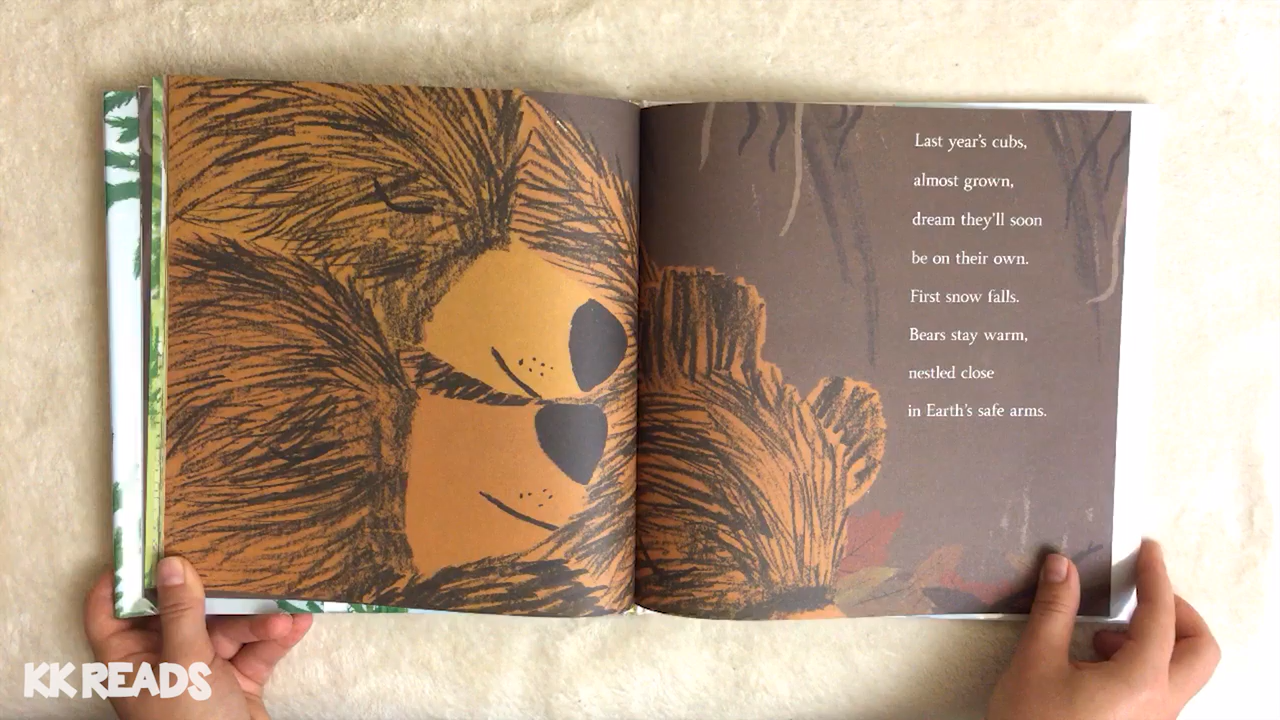 Last year's cubs,
almost grown,
dream they'll soon
be on their own.
First snow falls.
Bears stay warm,
nestled close
in Earth's safe arms.
KK READS